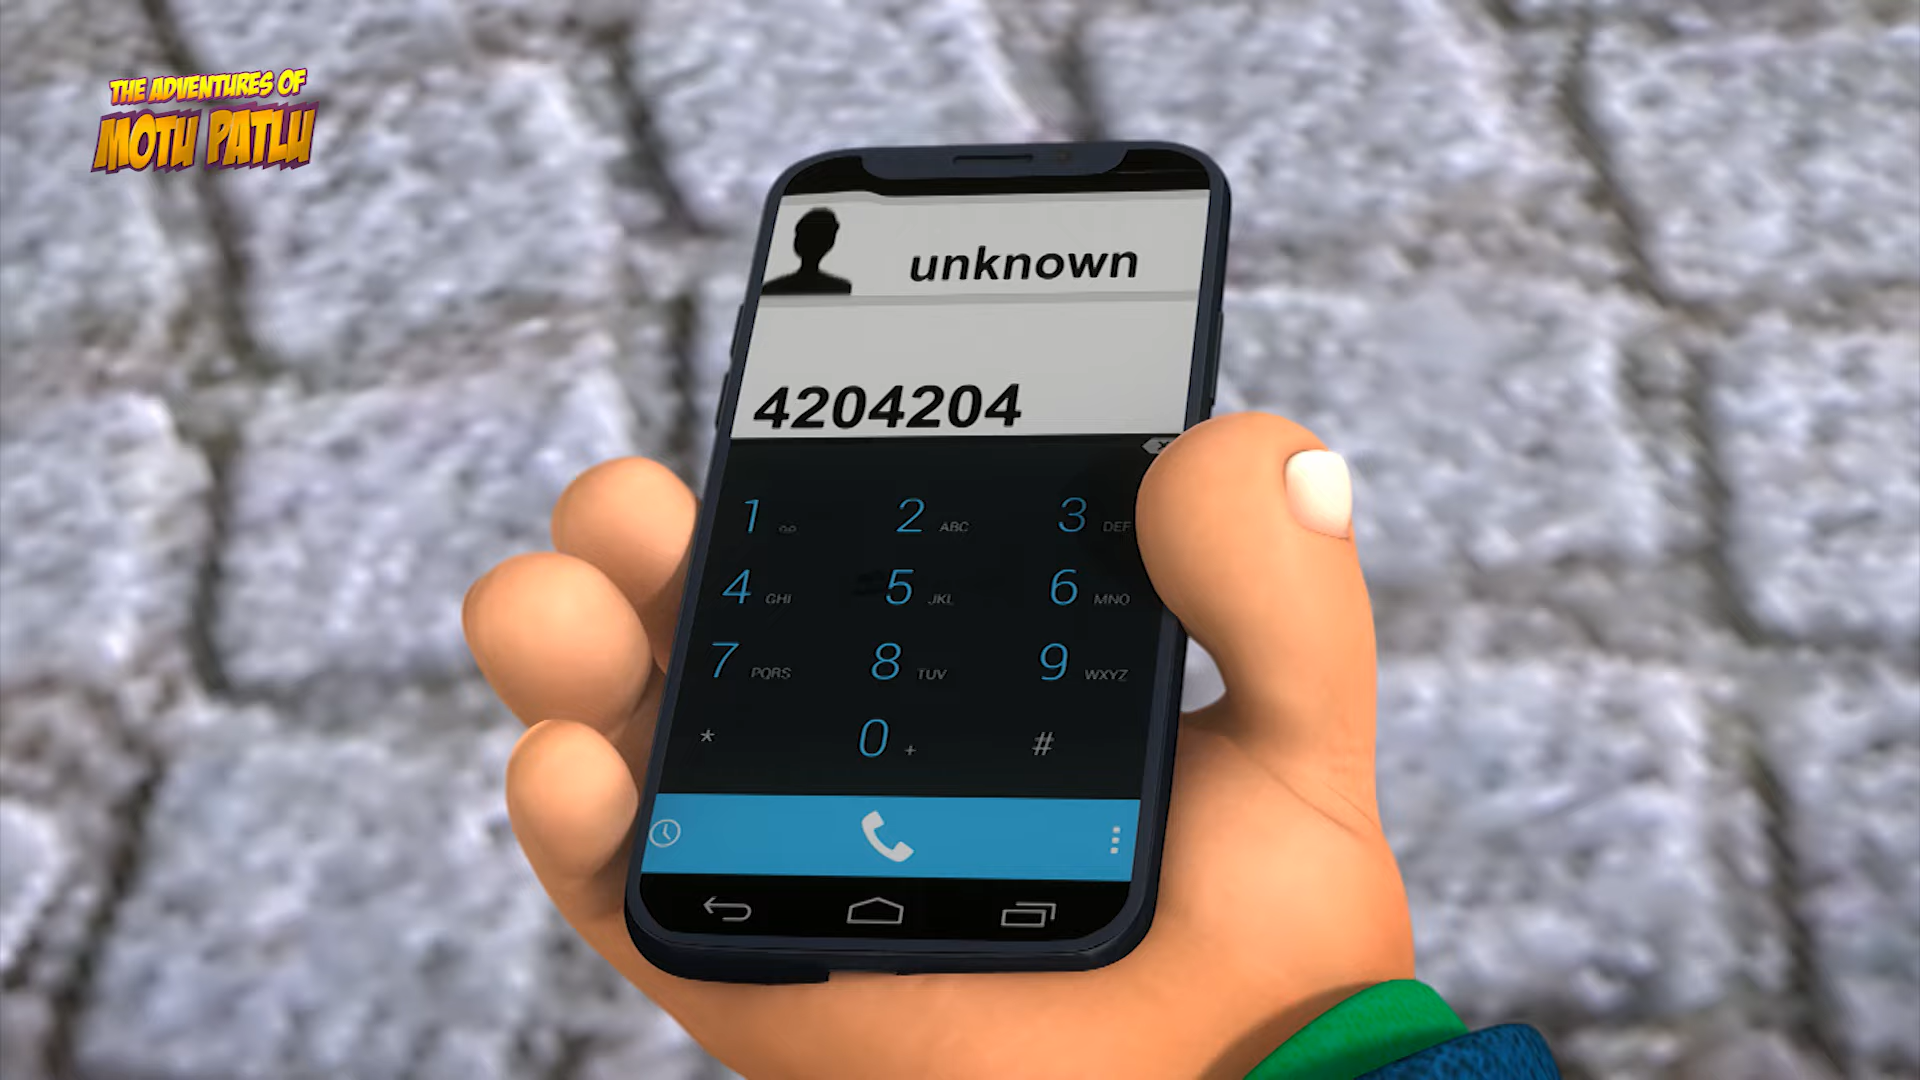 THE ADVENTURES OF
MOTU PATLU
unknown
4204204
1 2 ABC 3 DEF
4 GHI 5 JKL 6 MNO
7 PQRS 8 TUV 9 WXYZ
* 0 + #